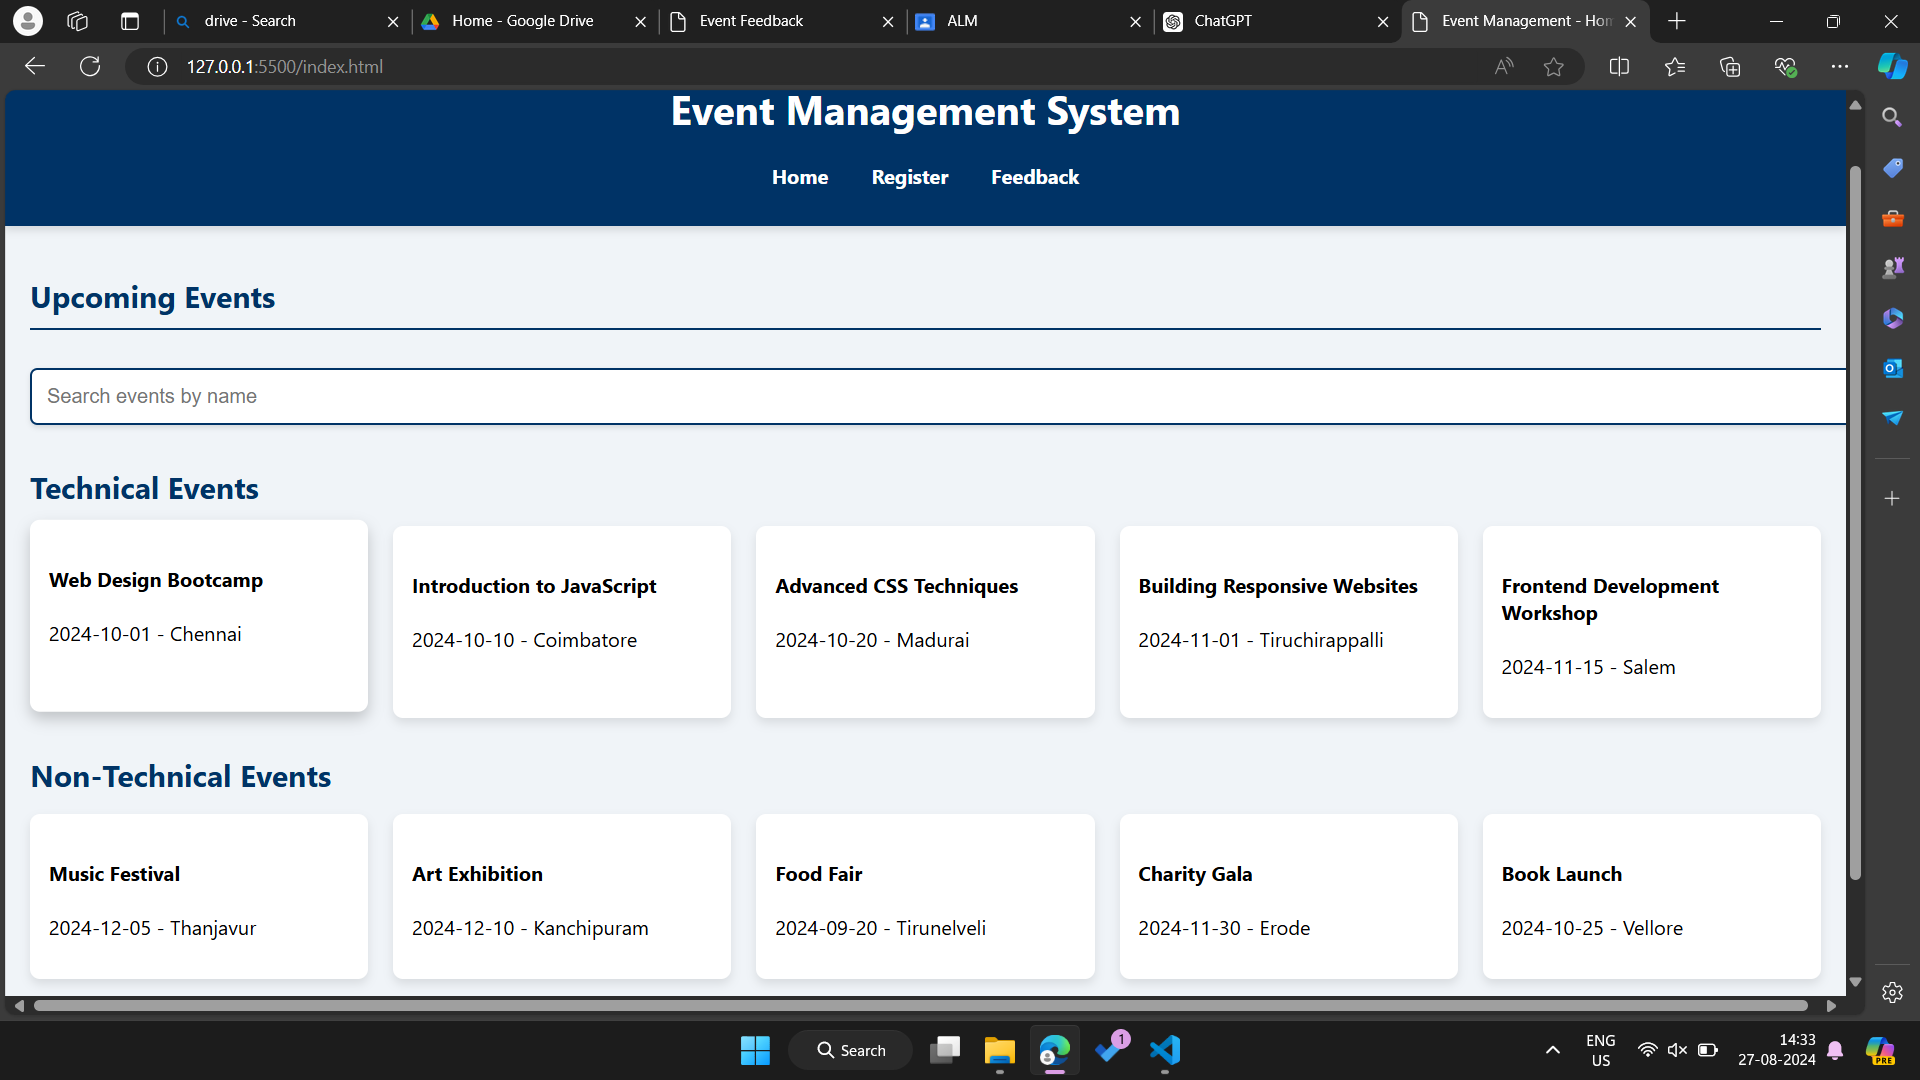 drive - Search
Home - Google Drive
Event Feedback
ALM
ChatGPT
Event Management - Hom
127.0.0.1:5500/index.html
Event Management System
Home Register Feedback
Upcoming Events
Search events by name
Technical Events
Web Design Bootcamp
2024-10-01 - Chennai
Introduction to JavaScript
2024-10-10 - Coimbatore
Advanced CSS Techniques
2024-10-20 - Madurai
Building Responsive Websites
2024-11-01 - Tiruchirappalli
Frontend Development
Workshop
2024-11-15 - Salem
Non-Technical Events
Music Festival
2024-12-05 - Thanjavur
Art Exhibition
2024-12-10 - Kanchipuram
Food Fair
2024-09-20 - Tirunelveli
Charity Gala
2024-11-30 - Erode
Book Launch
2024-10-25 - Vellore
Search
1
ENG
US
14:33
27-08-2024
PRE